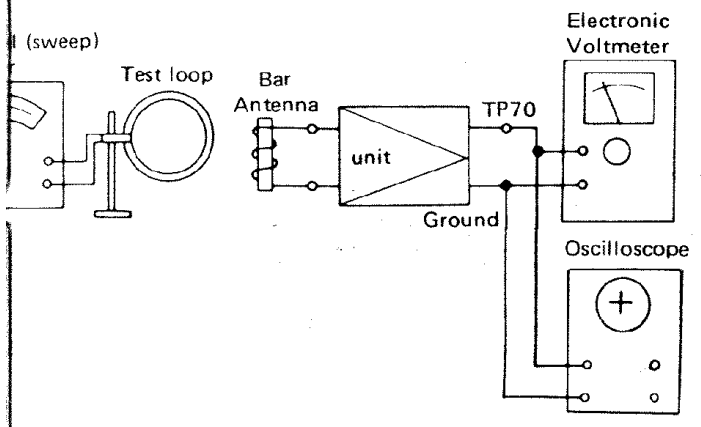 (sweep)
Test loop
Bar
Antenna
unit
TP70
Ground
Electronic
Voltmeter
Oscilloscope